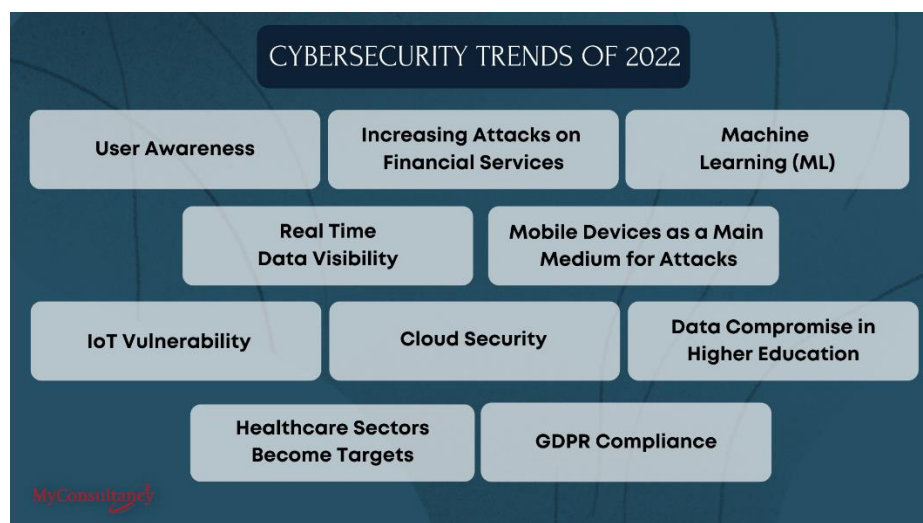 CYBERSECURITY TRENDS OF 2022
User Awareness
Increasing Attacks on
Financial Services
Machine
Learning (ML)
Real Time
Data Visibility
Mobile Devices as a Main
Medium for Attacks
IoT Vulnerability
Cloud Security
Data Compromise in
Higher Education
Healthcare Sectors
Become Targets
GDPR Compliance
MyConsultancy